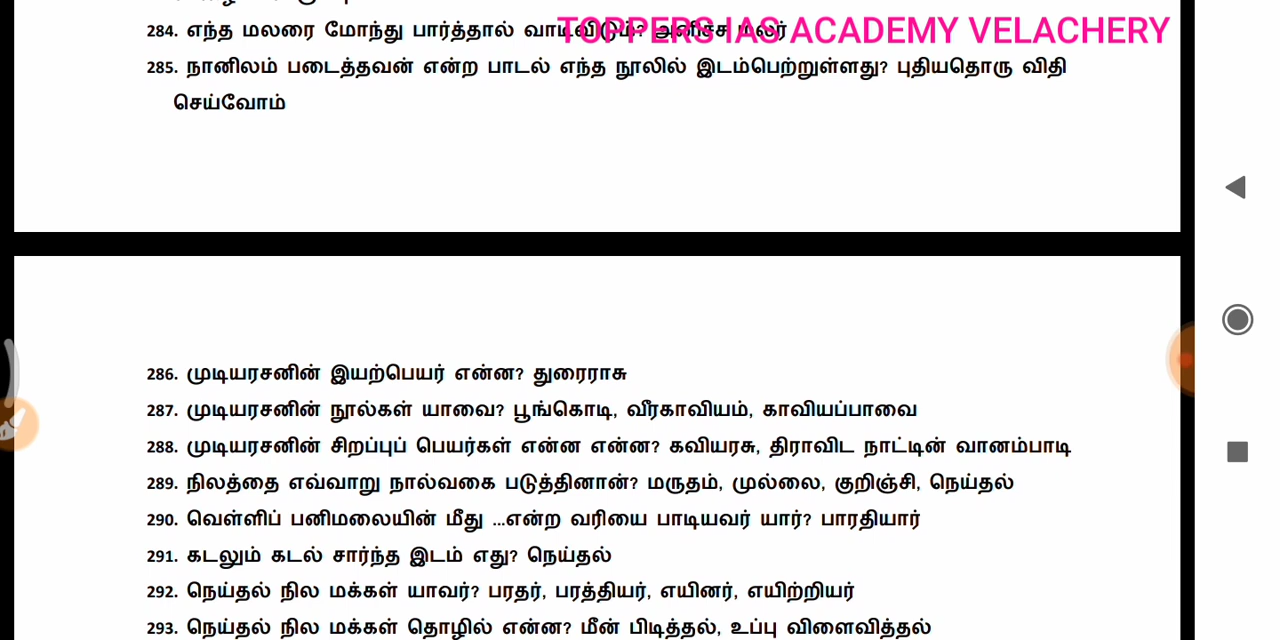 284. எந்த மலரை மோந்து பார்த்தால் வாடிவிடும்? அனிச்ச மலர்
TOPPERS IAS ACADEMY VELACHERY
285. நானிலம் படைத்தவன் என்ற பாடல் எந்த நூலில் இடம்பெற்றுள்ளது? புதியதொரு விதி
செய்வோம்
286. முடியரசனின் இயற்பெயர் என்ன? துரைராசு
287. முடியரசனின் நூல்கள் யாவை? பூங்கொடி, வீரகாவியம், காவியப்பாவை
288. முடியரசனின் சிறப்புப் பெயர்கள் என்ன என்ன? கவியரசு, திராவிட நாட்டின் வானம்பாடி
289. நிலத்தை எவ்வாறு நால்வகை படுத்தினான்? மருதம், முல்லை, குறிஞ்சி, நெய்தல்
290. வெள்ளிப் பனிமலையின் மீது ...என்ற வரியை பாடியவர் யார்? பாரதியார்
291. கடலும் கடல் சார்ந்த இடம் எது? நெய்தல்
292. நெய்தல் நில மக்கள் யாவர்? பரதர், பரத்தியர், எயினர், எயிற்றியர்
293. நெய்தல் நில மக்கள் தொழில் என்ன? மீன் பிடித்தல், உப்பு விளைவித்தல்